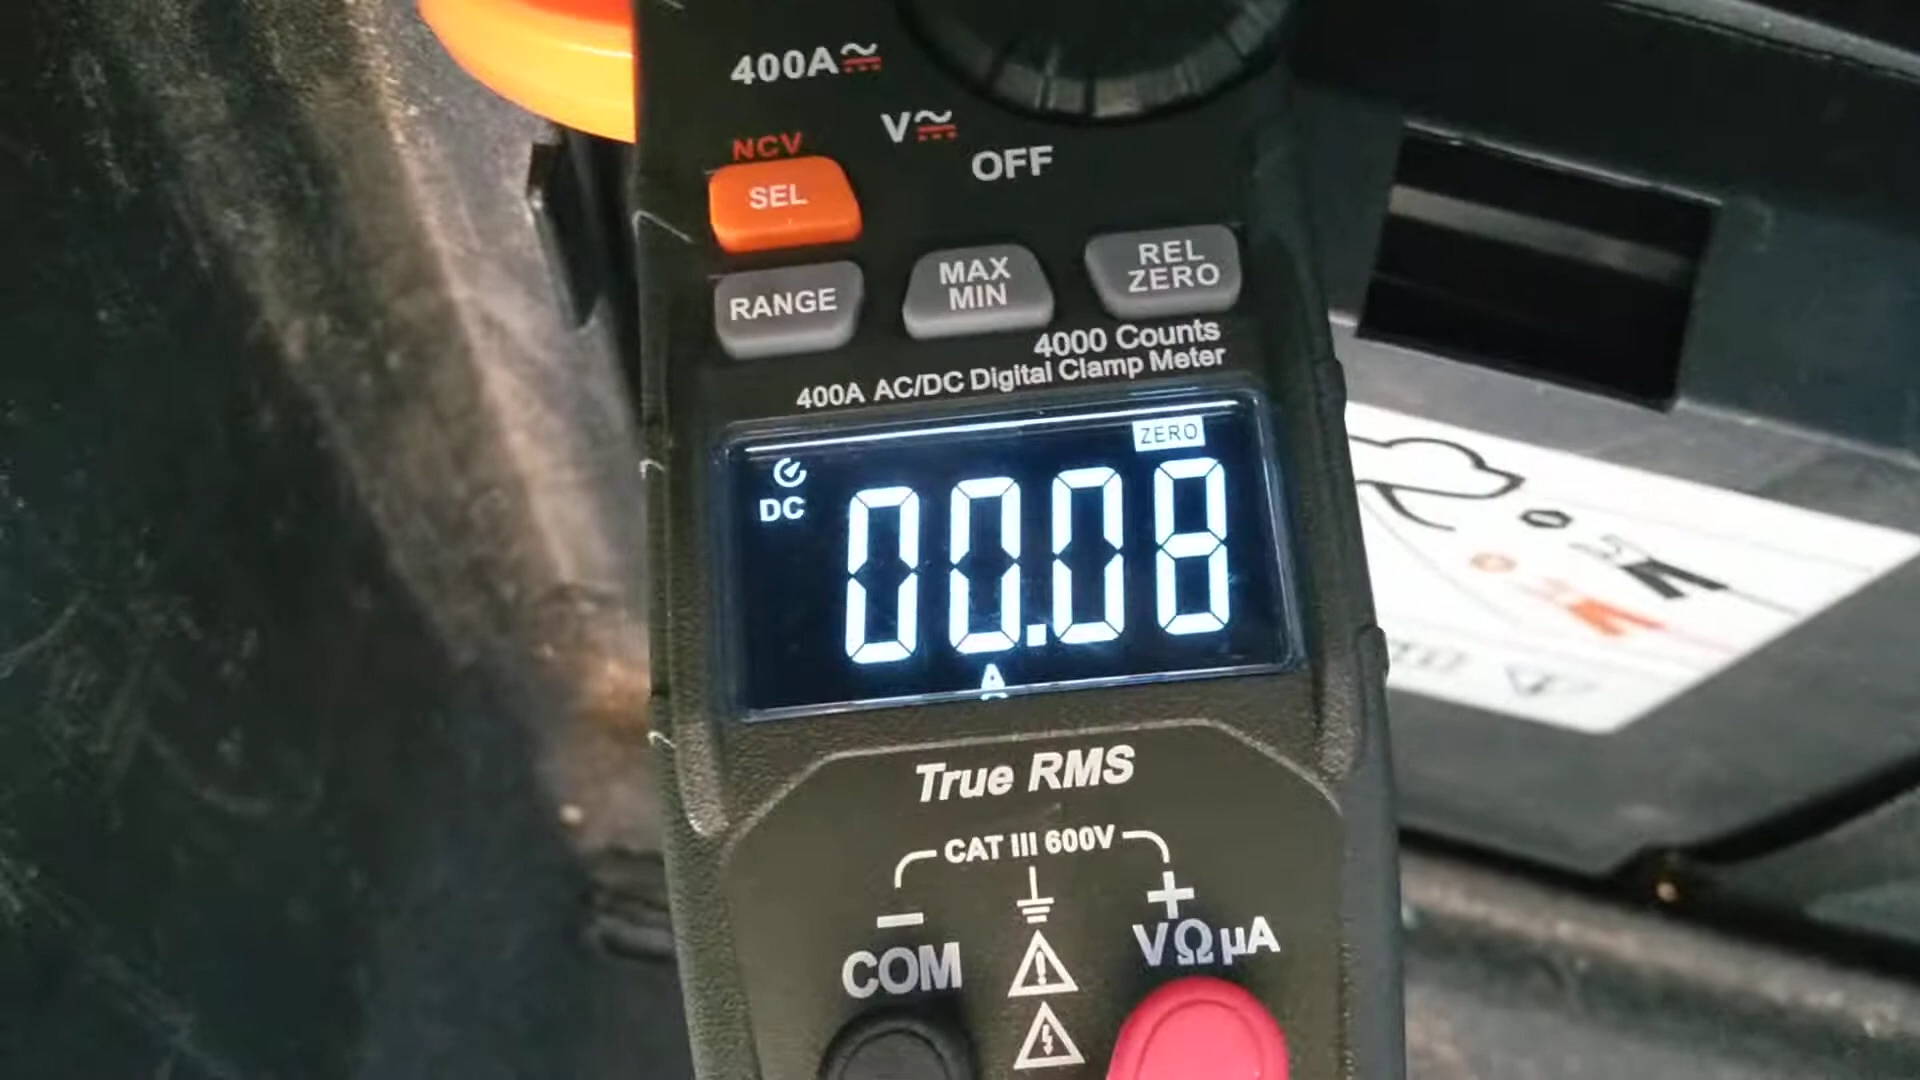 400A
V
NCV
OFF
SEL
RANGE
MAX
MIN
REL
ZERO
4000 Counts
400A AC/DC Digital Clamp Meter
ZERO
DC
00.08
A
True RMS
CAT III 600V
− +
COM
VΩµA